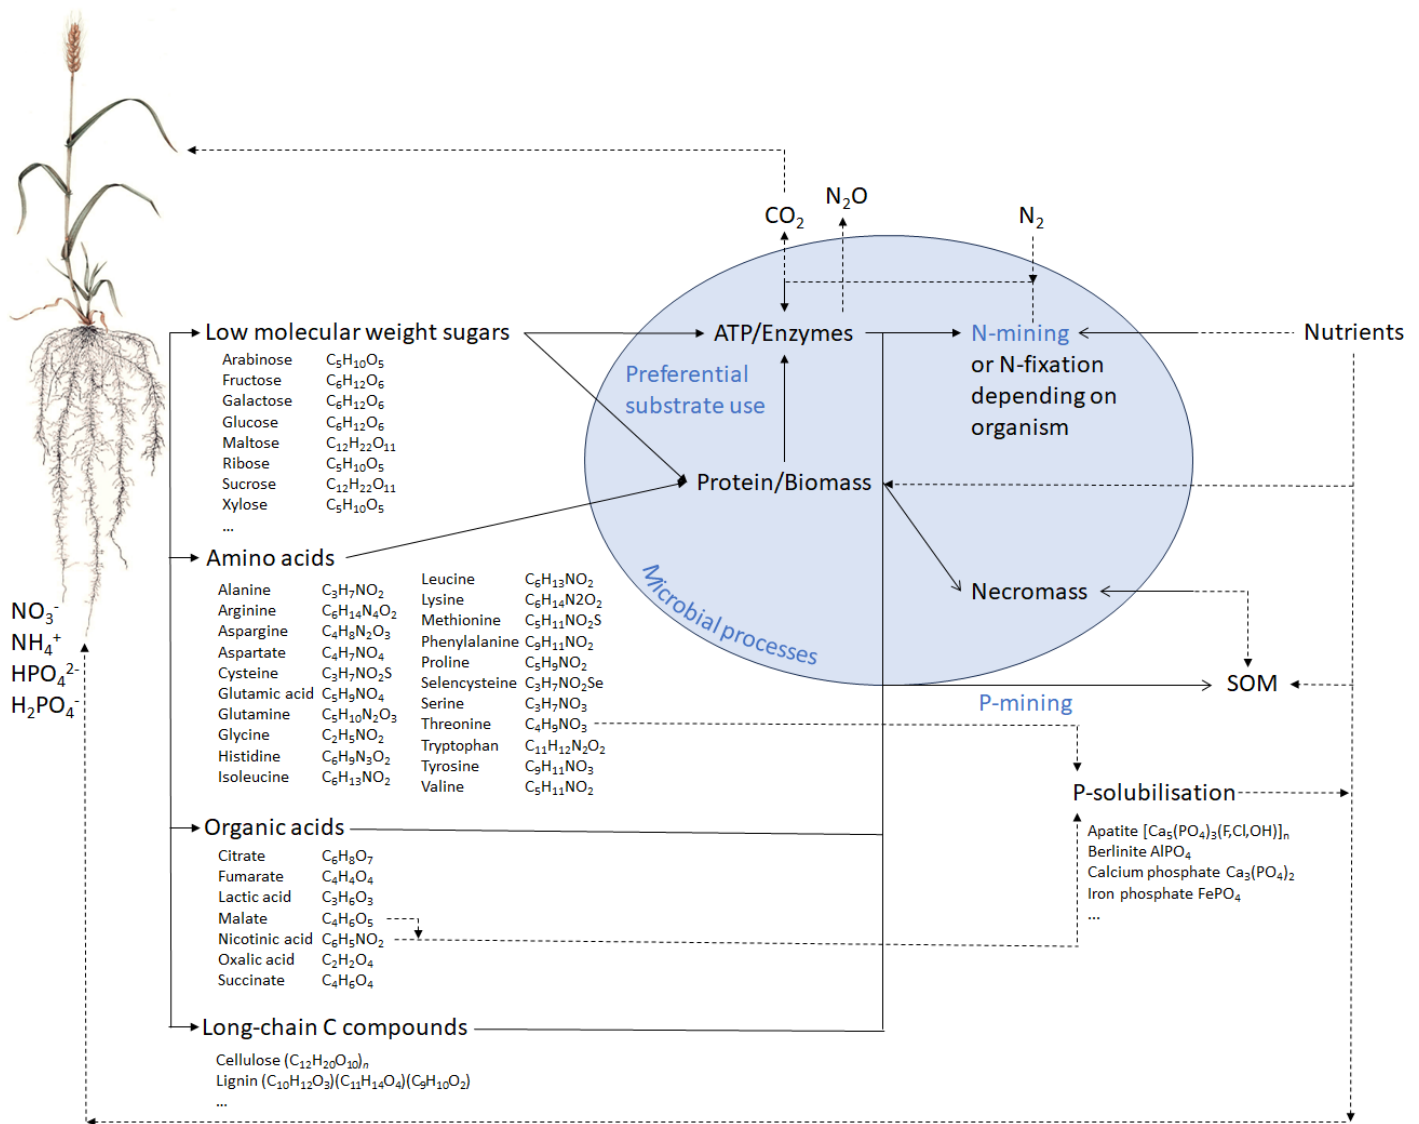 CO₂
N₂O
N₂
Low molecular weight sugars
Arabinose C₅H₁₀O₅
Fructose C₆H₁₂O₆
Galactose C₆H₁₂O₆
Glucose C₆H₁₂O₆
Maltose C₁₂H₂₂O₁₁
Ribose C₅H₁₀O₅
Sucrose C₁₂H₂₂O₁₁
Xylose C₅H₁₀O₅
...
ATP/Enzymes
Preferential
substrate use
Protein/Biomass
N-mining
or N-fixation
depending on
organism
Nutrients
Necromass
Microbial processes
SOM
P-mining
Amino acids
Alanine C₃H₇NO₂
Arginine C₆H₁₄N₄O₂
Aspargine C₄H₈N₂O₃
Aspartate C₄H₇NO₄
Cysteine C₃H₇NO₂S
Glutamic acid C₅H₉NO₄
Glutamine C₅H₁₀N₂O₃
Glycine C₂H₅NO₂
Histidine C₆H₉N₃O₂
Isoleucine C₆H₁₃NO₂
Leucine C₆H₁₃NO₂
Lysine C₆H₁₄N2O₂
Methionine C₅H₁₁NO₂S
Phenylalanine C₉H₁₁NO₂
Proline C₅H₉NO₂
Selencysteine C₃H₇NO₂Se
Serine C₃H₇NO₃
Threonine C₄H₉NO₃
Tryptophan C₁₁H₁₂N₂O₂
Tyrosine C₉H₁₁NO₃
Valine C₅H₁₁NO₂
NO₃⁻
NH₄⁺
HPO₄²⁻
H₂PO₄⁻
P-solubilisation
Apatite [Ca₅(PO₄)₃(F,Cl,OH)]ₙ
Berlinite AlPO₄
Calcium phosphate Ca₃(PO₄)₂
Iron phosphate FePO₄
...
Organic acids
Citrate C₆H₈O₇
Fumarate C₄H₄O₄
Lactic acid C₃H₆O₃
Malate C₄H₆O₅
Nicotinic acid C₆H₅NO₂
Oxalic acid C₂H₂O₄
Succinate C₄H₆O₄
Long-chain C compounds
Cellulose (C₁₂H₂₀O₁₀)ₙ
Lignin (C₁₀H₁₂O₃)(C₁₁H₁₄O₄)(C₉H₁₀O₂)
...